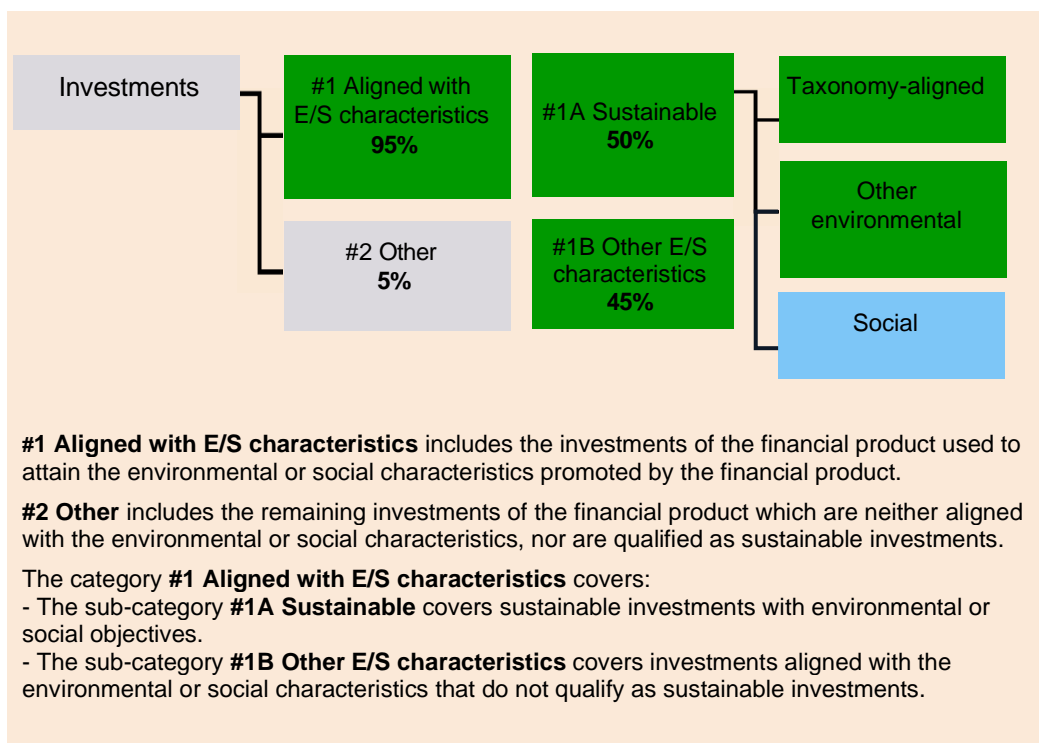 Investments
#1 Aligned with
E/S characteristics
95%
#2 Other
5%
#1A Sustainable
50%
#1B Other E/S
characteristics
45%
Taxonomy-aligned
Other
environmental
Social
#1 Aligned with E/S characteristics includes the investments of the financial product used to
attain the environmental or social characteristics promoted by the financial product.
#2 Other includes the remaining investments of the financial product which are neither aligned
with the environmental or social characteristics, nor are qualified as sustainable investments.
The category #1 Aligned with E/S characteristics covers:
- The sub-category #1A Sustainable covers sustainable investments with environmental or
social objectives.
- The sub-category #1B Other E/S characteristics covers investments aligned with the
environmental or social characteristics that do not qualify as sustainable investments.